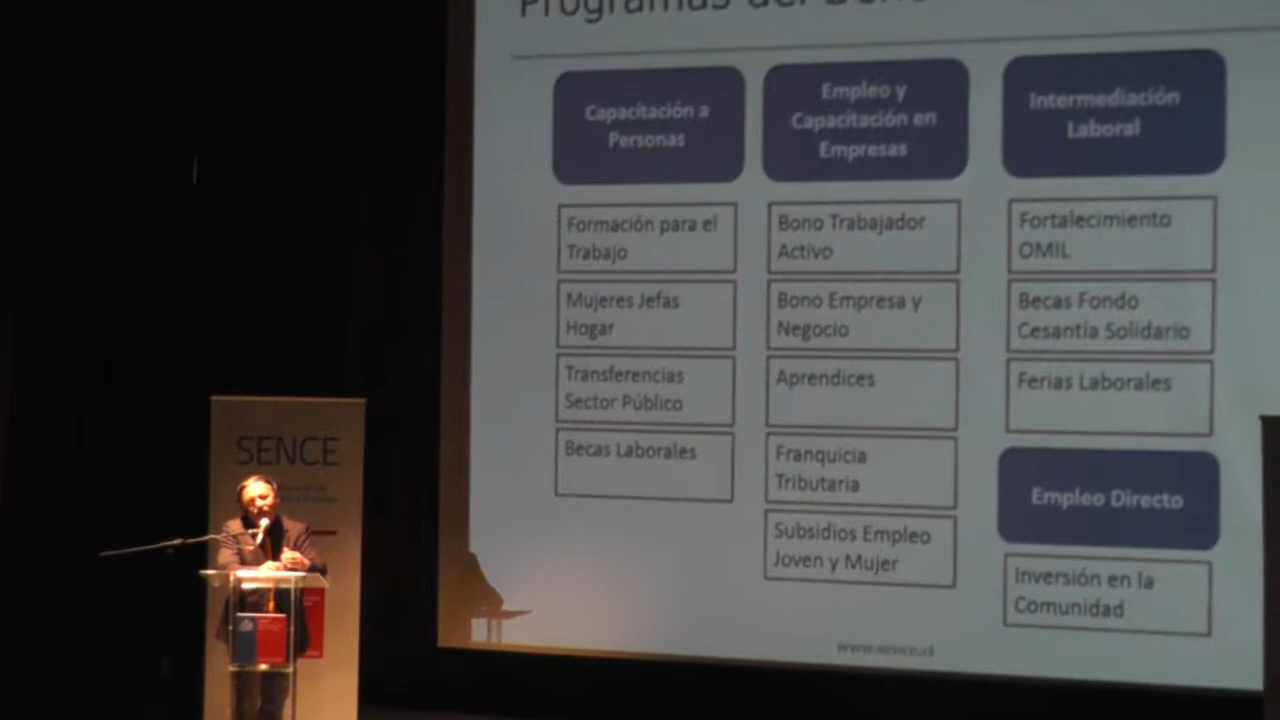 Programas del
Capacitación a
Personas
Formación para el
Trabajo
Mujeres Jefas
Hogar
Transferencias
Sector Público
Becas Laborales
Empleo y
Capacitación en
Empresas
Bono Trabajador
Activo
Bono Empresa y
Negocio
Aprendices
Franquicia
Tributaria
Subsidios Empleo
Joven y Mujer
Intermediación
Laboral
Fortalecimiento
OMIL
Becas Fondo
Cesantía Solidario
Ferias Laborales
Empleo Directo
Inversión en la
Comunidad
www.sence.cl
SENCE